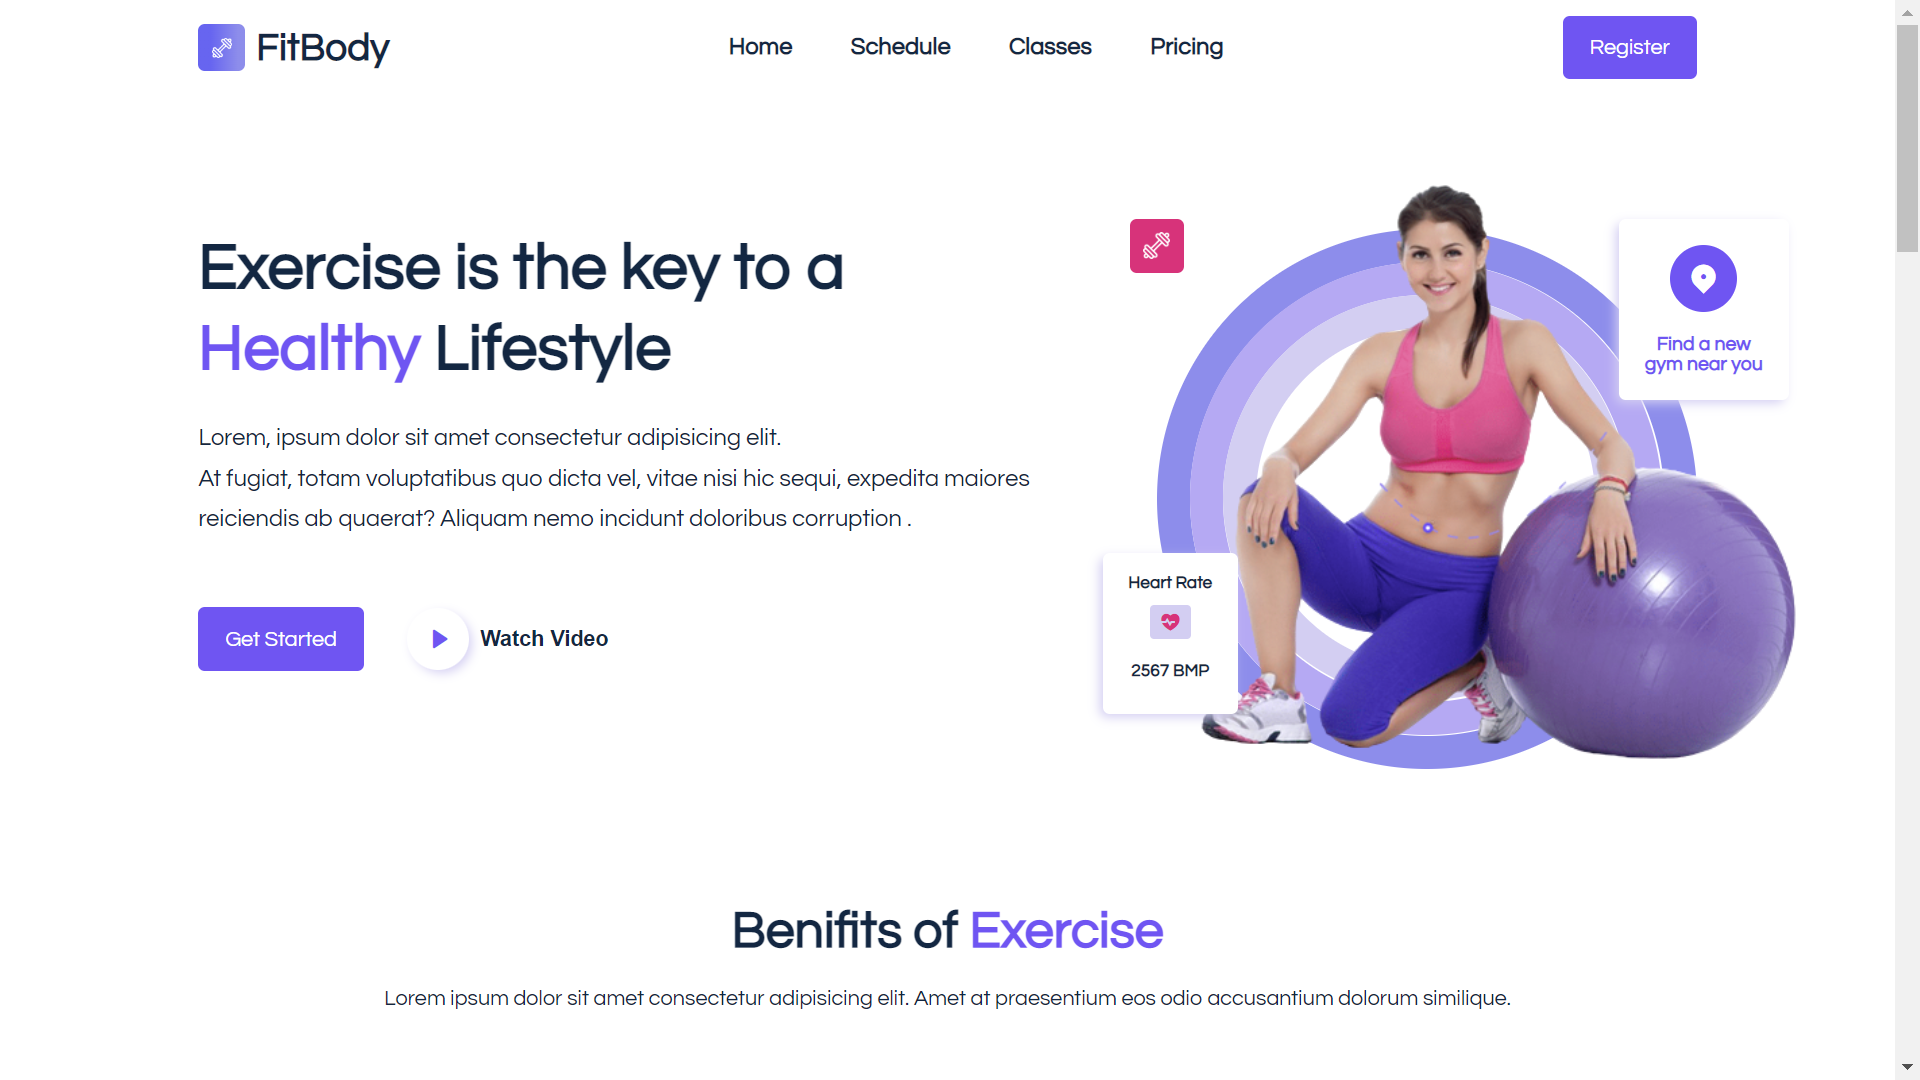 FitBody
Home
Schedule
Classes
Pricing
Register
Exercise is the key to a
Healthy Lifestyle
Lorem, ipsum dolor sit amet consectetur adipisicing elit.
At fugiat, totam voluptatibus quo dicta vel, vitae nisi hic sequi, expedita maiores
reiciendis ab quaerat? Aliquam nemo incidunt doloribus corruption .
Get Started
Watch Video
Find a new
gym near you
Heart Rate
2567 BMP
Benifits of Exercise
Lorem ipsum dolor sit amet consectetur adipisicing elit. Amet at praesentium eos odio accusantium dolorum similique.